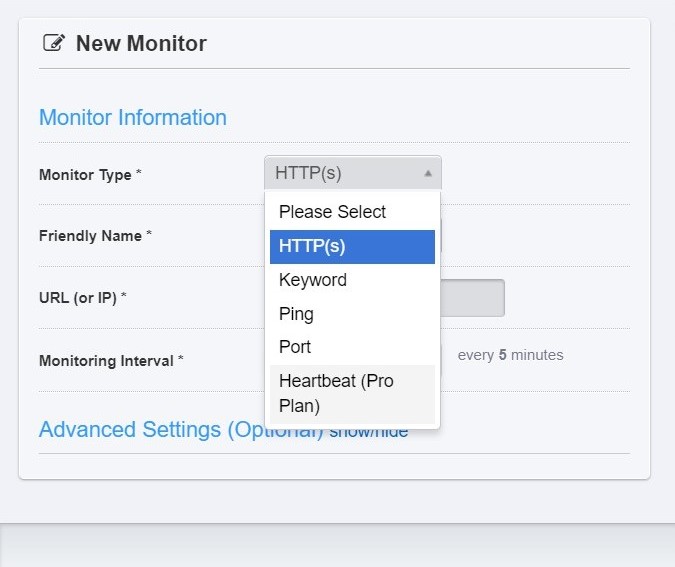 New Monitor
Monitor Information
Monitor Type *
HTTP(s)
Please Select
HTTP(s)
Friendly Name *
Keyword
URL (or IP) *
Ping
Port
Monitoring Interval *
every 5 minutes
Heartbeat (Pro
Plan)
Advanced Settings (Optional) show/hide